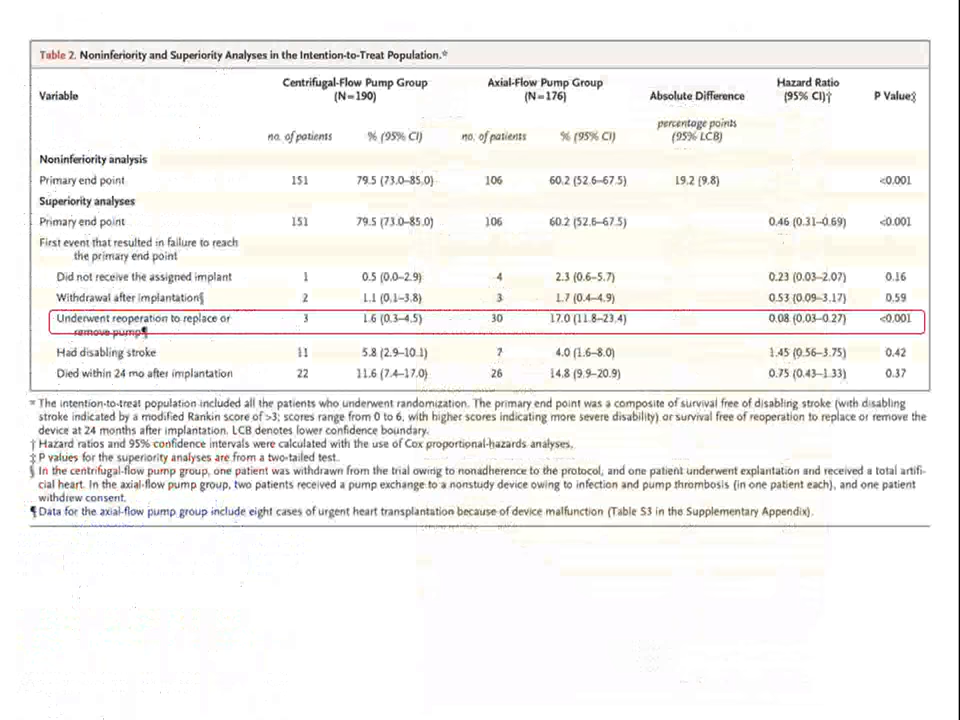 Table 2. Noninferiority and Superiority Analyses in the Intention-to-Treat Population.*
Variable Centrifugal-Flow Pump Group (N=190) Axial-Flow Pump Group (N=176) Absolute Difference Hazard Ratio (95% CI)† P Value‡
no. of patients % (95% CI) no. of patients % (95% CI) percentage points (95% LCB)
Noninferiority analysis
Primary end point 151 79.5 (73.0–85.0) 106 60.2 (52.6–67.5) 19.2 (9.8) <0.001
Superiority analyses
Primary end point 151 79.5 (73.0–85.0) 106 60.2 (52.6–67.5) 0.46 (0.31–0.69) <0.001
First event that resulted in failure to reach
the primary end point
Did not receive the assigned implant 1 0.5 (0.0–2.9) 4 2.3 (0.6–5.7) 0.23 (0.03–2.07) 0.16
Withdrawal after implantation§ 2 1.1 (0.1–3.8) 3 1.7 (0.4–4.9) 0.53 (0.09–3.17) 0.59
Underwent reoperation to replace or 3 1.6 (0.3–4.5) 30 17.0 (11.8–23.4) 0.08 (0.03–0.27) <0.001
remove pump¶
Had disabling stroke 11 5.8 (2.9–10.1) 7 4.0 (1.6–8.0) 1.45 (0.56–3.75) 0.42
Died within 24 mo after implantation 22 11.6 (7.4–17.0) 26 14.8 (9.9–20.9) 0.75 (0.43–1.33) 0.37
* The intention-to-treat population included all the patients who underwent randomization. The primary end point was a composite of survival free of disabling stroke (with disabling
stroke indicated by a modified Rankin score of >3; scores range from 0 to 6, with higher scores indicating more severe disability) or survival free of reoperation to replace or remove the
device at 24 months after implantation. LCB denotes lower confidence boundary.
† Hazard ratios and 95% confidence intervals were calculated with the use of Cox proportional-hazards analyses.
‡ P values for the superiority analyses are from a two-tailed test.
§ In the centrifugal-flow pump group, one patient was withdrawn from the trial owing to nonadherence to the protocol, and one patient underwent explantation and received a total artifi-
cial heart. In the axial-flow pump group, two patients received a pump exchange to a nonstudy device owing to infection and pump thrombosis (in one patient each), and one patient
withdrew consent.
¶ Data for the axial-flow pump group include eight cases of urgent heart transplantation because of device malfunction (Table S3 in the Supplementary Appendix).